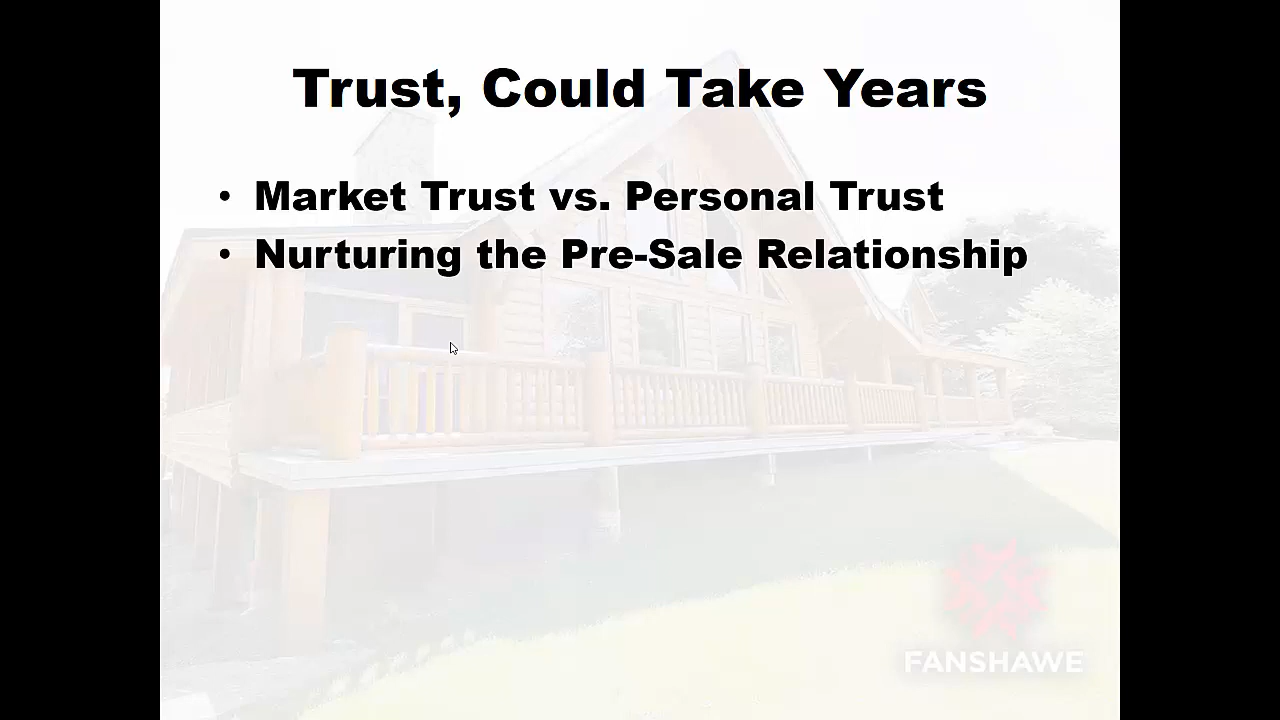 Trust, Could Take Years
• Market Trust vs. Personal Trust
• Nurturing the Pre-Sale Relationship
FANSHAWE